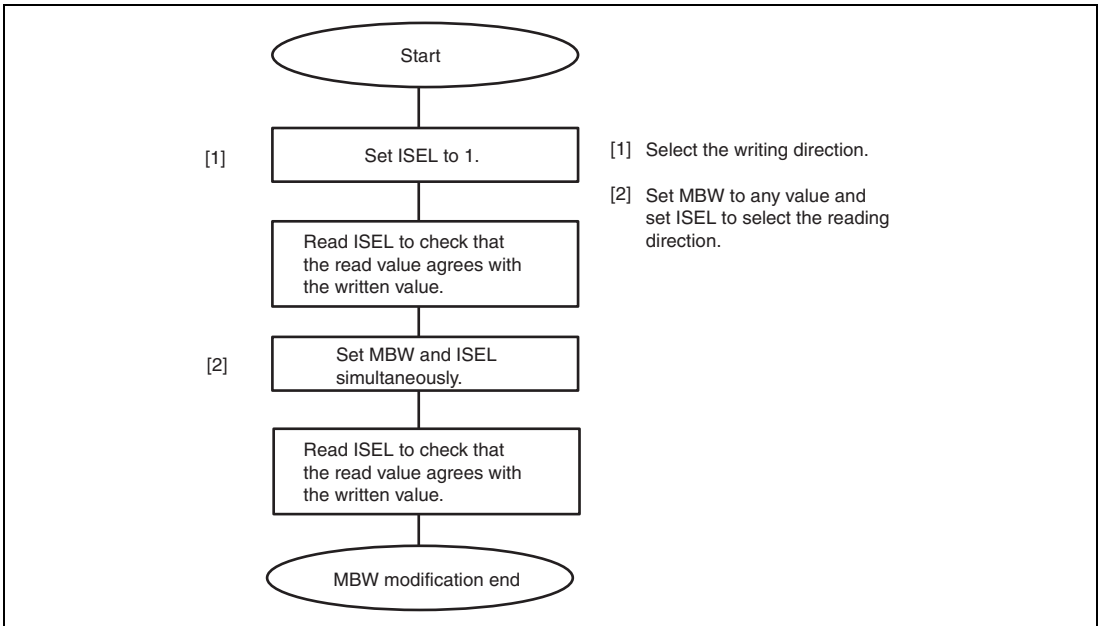 Start
[1]
Set ISEL to 1.
[1] Select the writing direction.
[2] Set MBW to any value and
set ISEL to select the reading
direction.
Read ISEL to check that
the read value agrees with
the written value.
[2]
Set MBW and ISEL
simultaneously.
Read ISEL to check that
the read value agrees with
the written value.
MBW modification end